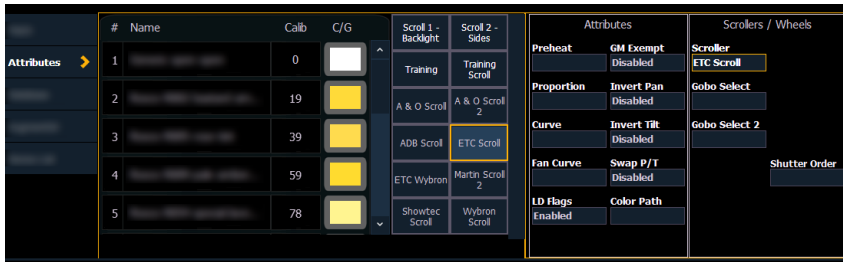 Attributes
# Name Calib C/G
1 0
2 19
3 39
4 59
5 78
Scroll 1 - Backlight
Scroll 2 - Sides
Training
Training Scroll
A & O Scroll
A & O Scroll 2
ADB Scroll
ETC Scroll
ETC Wybron
Martin Scroll 2
Showtec Scroll
Wybron Scroll
Attributes
Preheat GM Exempt
Disabled
Proportion Invert Pan
Disabled
Curve Invert Tilt
Disabled
Fan Curve Swap P/T
Disabled
LD Flags Color Path
Enabled
Scrollers / Wheels
Scroller
ETC Scroll
Gobo Select
Gobo Select 2
Shutter Order